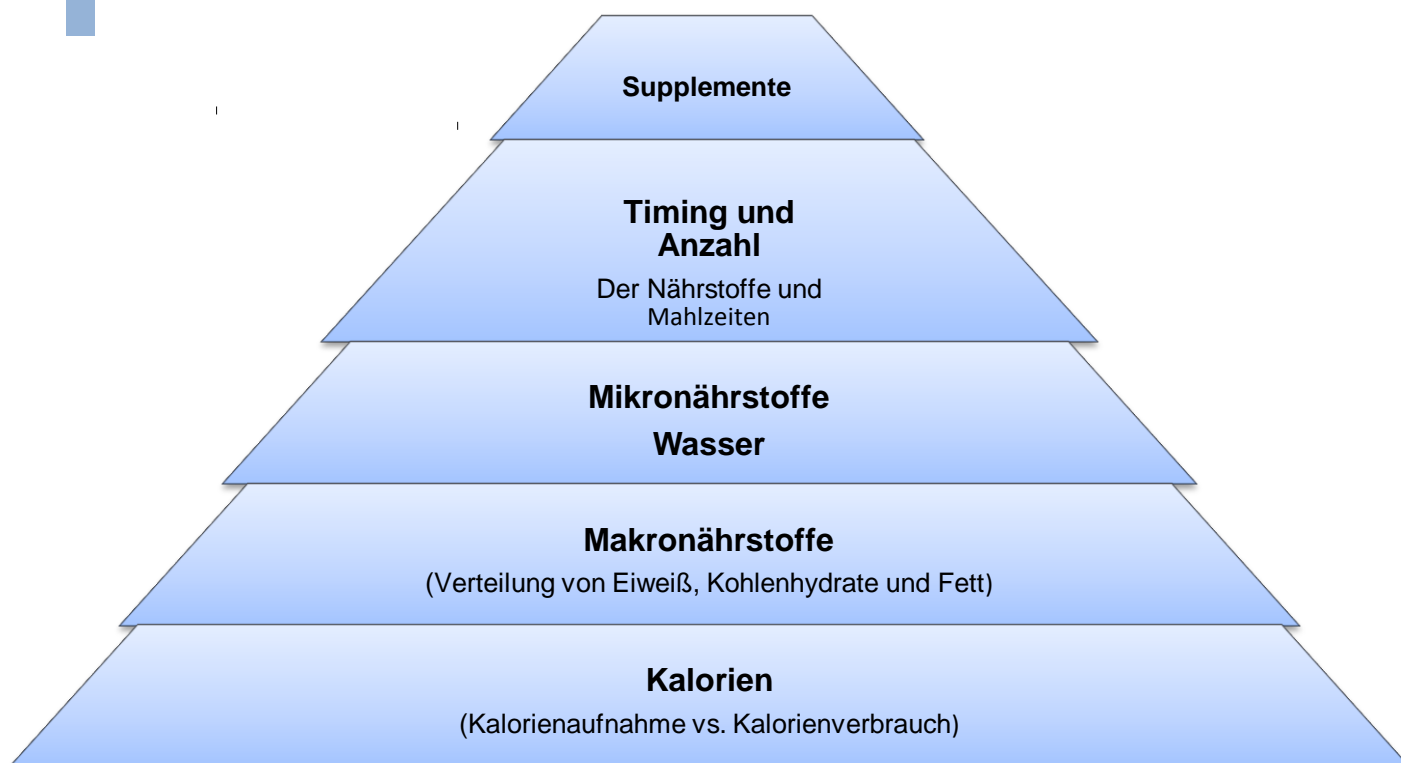 Supplemente
Timing und
Anzahl
Der Nährstoffe und
Mahlzeiten
Mikronährstoffe
Wasser
Makronährstoffe
(Verteilung von Eiweiß, Kohlenhydrate und Fett)
Kalorien
(Kalorienaufnahme vs. Kalorienverbrauch)